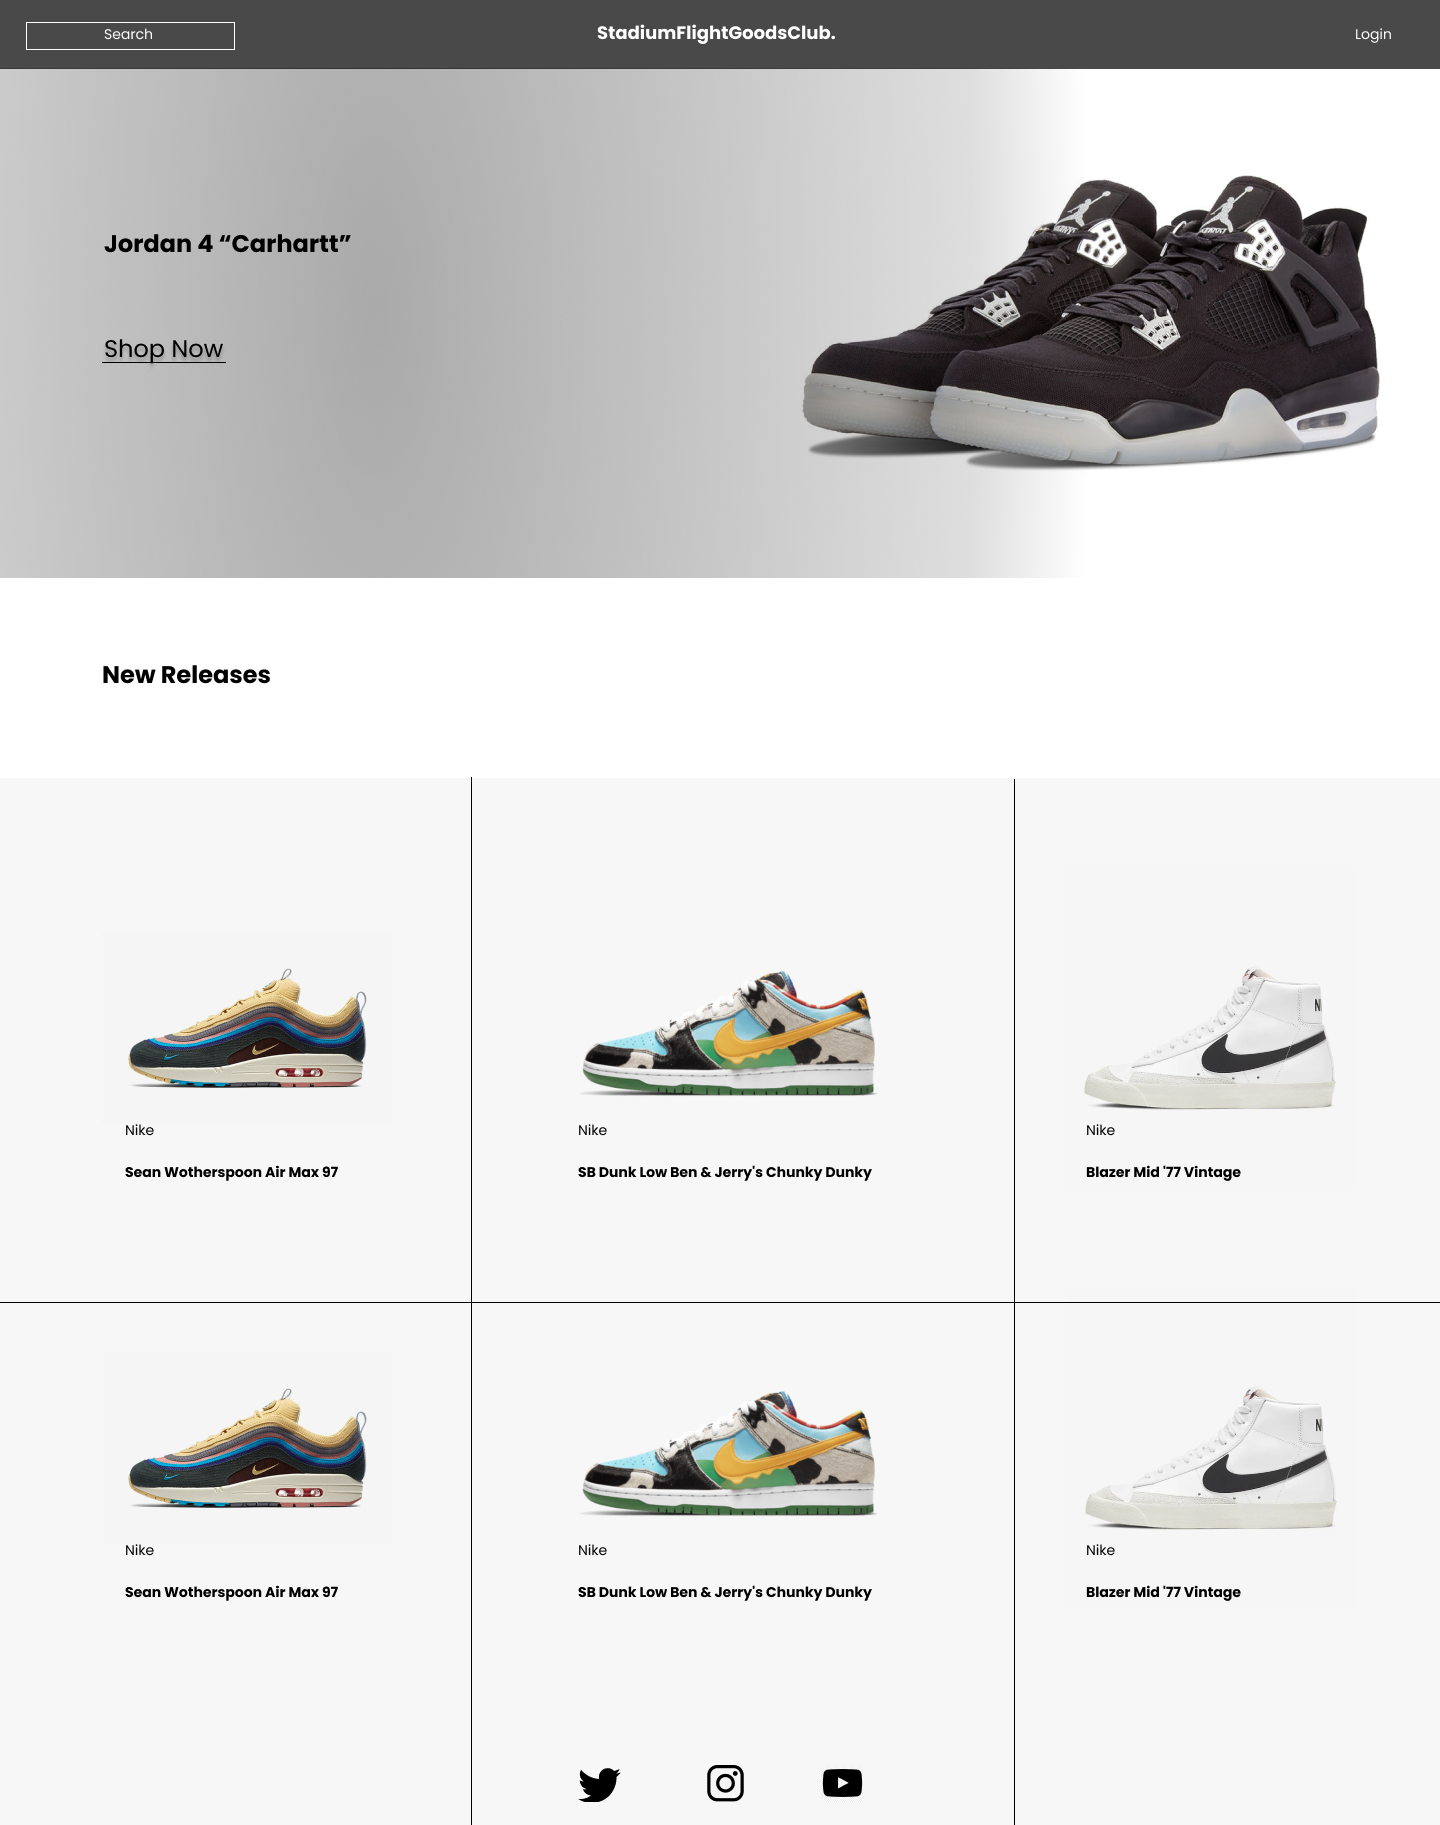 Search
StadiumFlightGoodsClub.
Login
Jordan 4 “Carhartt”
Shop Now
New Releases
Nike
Sean Wotherspoon Air Max 97
Nike
SB Dunk Low Ben & Jerry's Chunky Dunky
Nike
Blazer Mid '77 Vintage
Nike
Sean Wotherspoon Air Max 97
Nike
SB Dunk Low Ben & Jerry's Chunky Dunky
Nike
Blazer Mid '77 Vintage